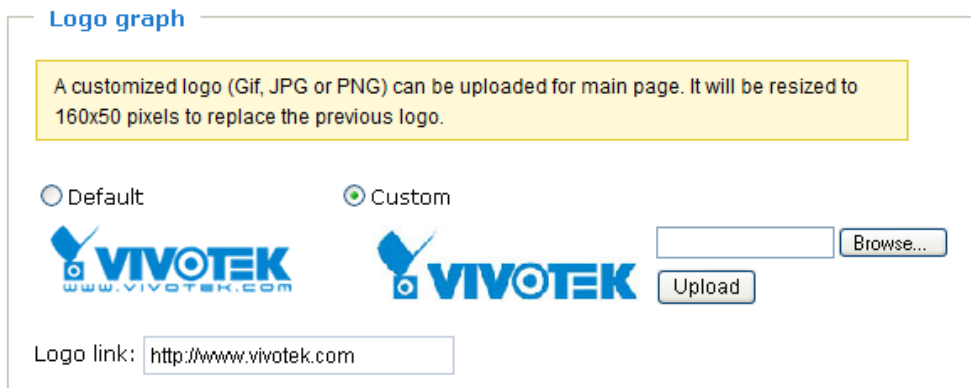 Logo graph
A customized logo (Gif, JPG or PNG) can be uploaded for main page. It will be resized to
160x50 pixels to replace the previous logo.
Default
Custom
VIVOTEK
www.vivotek.com
VIVOTEK
Browse...
Upload
Logo link: http://www.vivotek.com